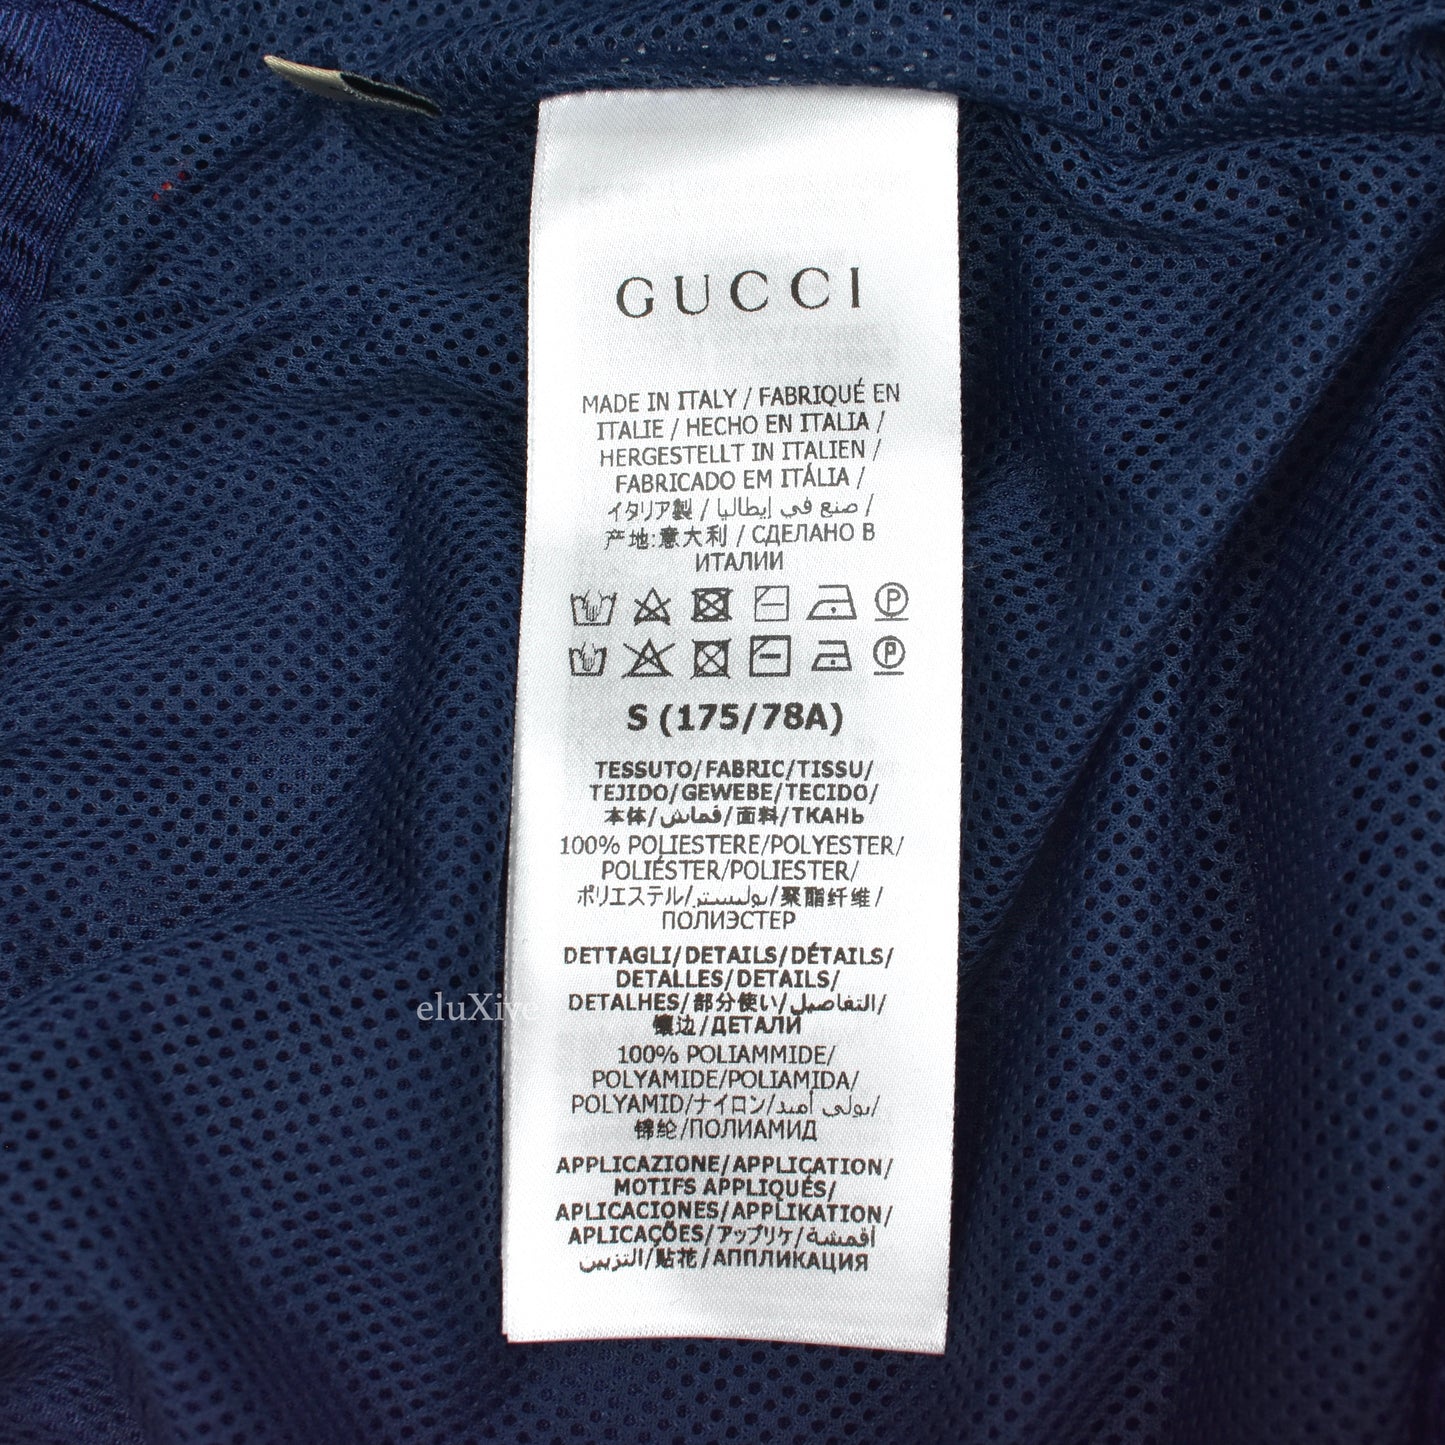 GUCCI
MADE IN ITALY / FABRIQUÉ EN
ITALIE / HECHO EN ITALIA /
HERGESTELLT IN ITALIEN /
FABRICADO EM ITÁLIA /
イタリア製 / صنع في إيطاليا /
产地:意大利 / СДЕЛАНО В
ИТАЛИИ
P
P
S (175/78A)
TESSUTO/FABRIC/TISSU/
TEJIDO/GEWEBE/TECIDO/
本体/قماش/面料/ТКАНЬ
100% POLIESTERE/POLYESTER/
POLIÉSTER/POLIESTER/
ポリエステル/بوليستر/聚酯纤维/
ПОЛИЭСТЕР
DETTAGLI/DETAILS/DÉTAILS/
DETALLES/DETAILS/
DETALHES/部分使い/التفاصيل/
镶边/ДЕТАЛИ
100% POLIAMMIDE/
POLYAMIDE/POLIAMIDA/
POLYAMID/ナイロン/بولي أميد/
锦纶/ПОЛИАМИД
APPLICAZIONE/APPLICATION/
MOTIFS APPLIQUÉS/
APLICACIONES/APPLIKATION/
APLICAÇÕES/アップリケ/أقمشة
التزيين/贴花/АППЛИКАЦИЯ
eluXive